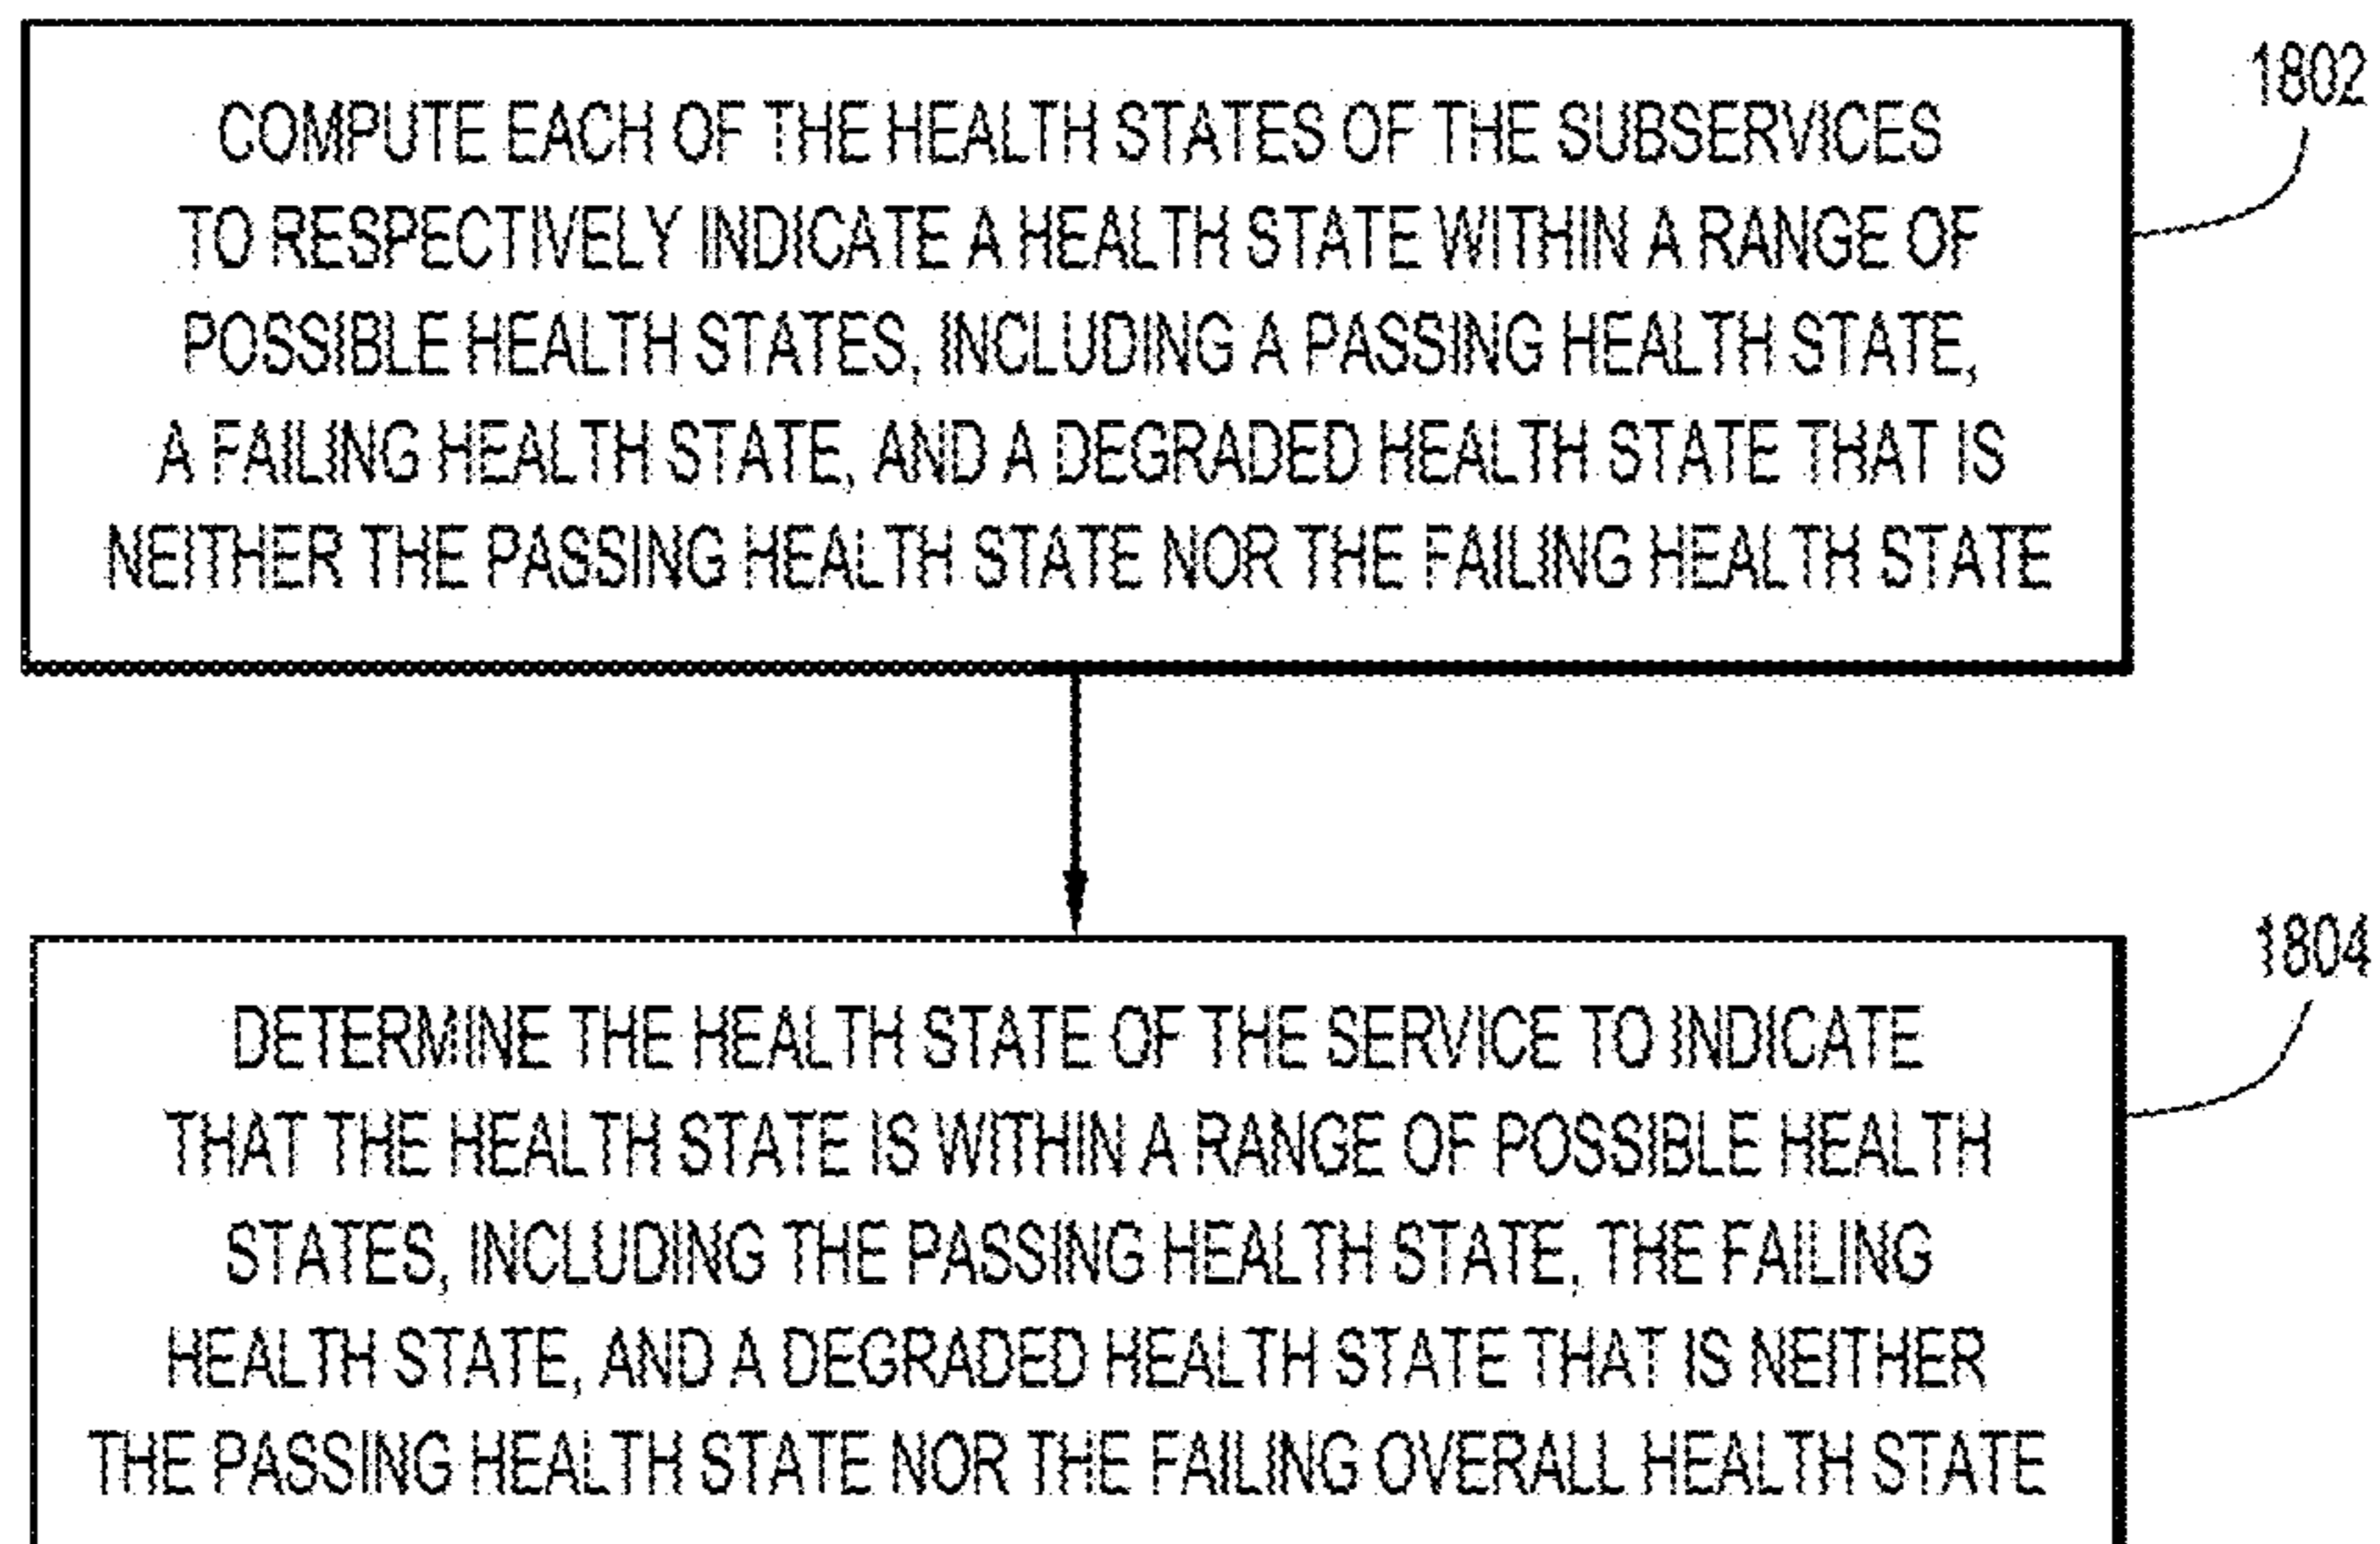 1802
COMPUTE EACH OF THE HEALTH STATES OF THE SUBSERVICES
TO RESPECTIVELY INDICATE A HEALTH STATE WITHIN A RANGE OF
POSSIBLE HEALTH STATES, INCLUDING A PASSING HEALTH STATE,
A FAILING HEALTH STATE, AND A DEGRADED HEALTH STATE THAT IS
NEITHER THE PASSING HEALTH STATE NOR THE FAILING HEALTH STATE
1804
DETERMINE THE HEALTH STATE OF THE SERVICE TO INDICATE
THAT THE HEALTH STATE IS WITHIN A RANGE OF POSSIBLE HEALTH
STATES, INCLUDING THE PASSING HEALTH STATE, THE FAILING
HEALTH STATE, AND A DEGRADED HEALTH STATE THAT IS NEITHER
THE PASSING HEALTH STATE NOR THE FAILING OVERALL HEALTH STATE